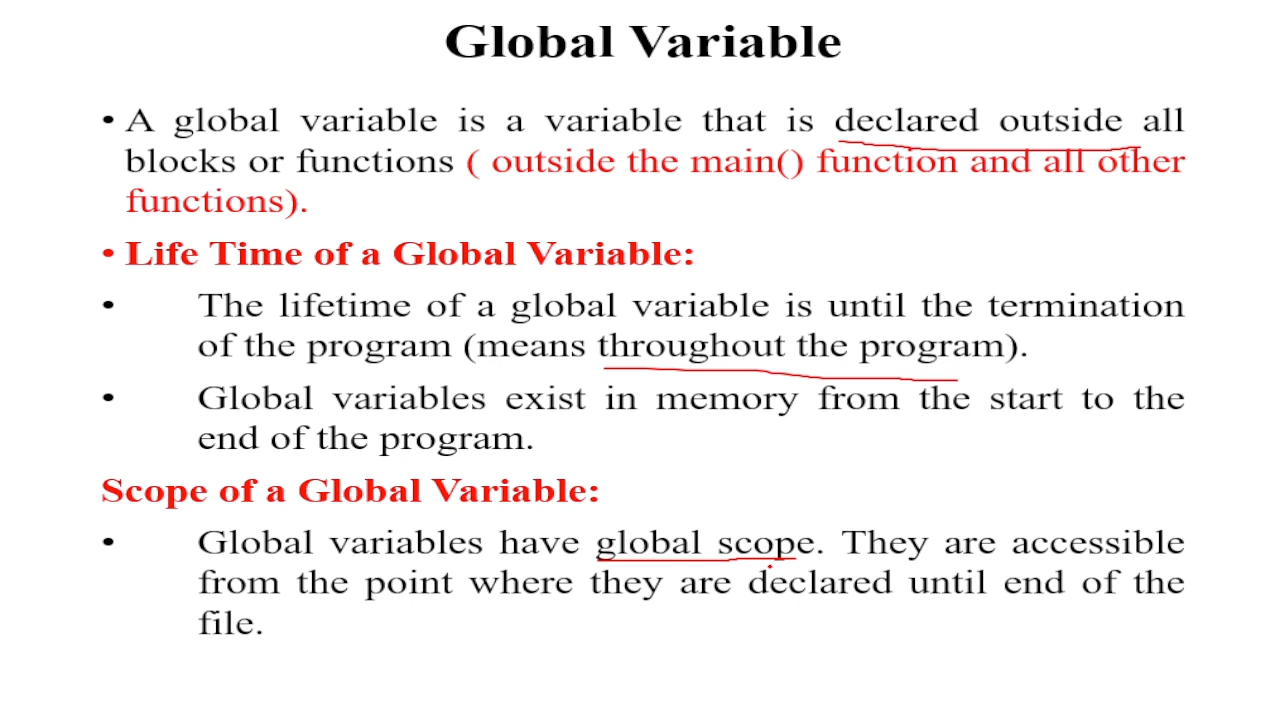 Global Variable
• A global variable is a variable that is declared outside all
blocks or functions ( outside the main() function and all other
functions).
• Life Time of a Global Variable:
• The lifetime of a global variable is until the termination
of the program (means throughout the program).
• Global variables exist in memory from the start to the
end of the program.
Scope of a Global Variable:
• Global variables have global scope. They are accessible
from the point where they are declared until end of the
file.